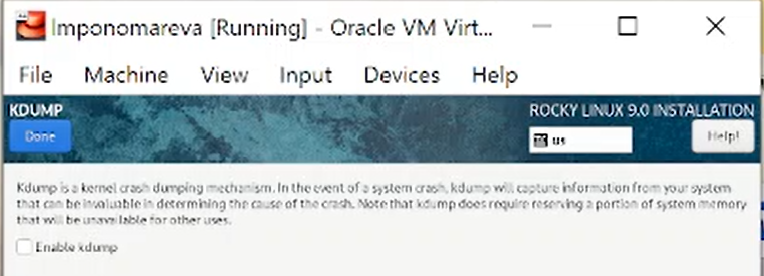 Imponomareva [Running] - Oracle VM Virt...
File Machine View Input Devices Help
KDUMP
ROCKY LINUX 9.0 INSTALLATION
Done
us
Help!
Kdump is a kernel crash dumping mechanism. In the event of a system crash, kdump will capture information from your system
that can be invaluable in determining the cause of the crash. Note that kdump does require reserving a portion of system memory
that will be unavailable for other uses.
Enable kdump